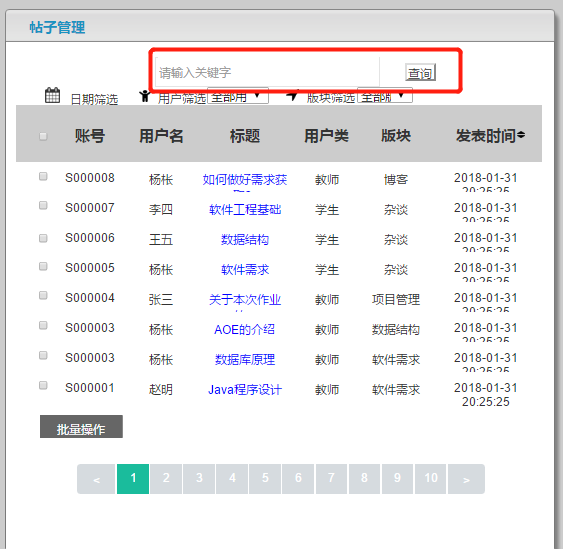 帖子管理
请输入关键字 查询
日期筛选 用户筛选 全部用 版块筛选 全部版
账号 用户名 标题 用户类 版块 发表时间
S000008 杨枨 如何做好需求获 教师 博客 2018-01-31
20:25:25
S000007 李四 软件工程基础 学生 杂谈 2018-01-31
20:25:25
S000006 王五 数据结构 学生 杂谈 2018-01-31
20:25:25
S000005 杨枨 软件需求 学生 杂谈 2018-01-31
20:25:25
S000004 张三 关于本次作业 教师 项目管理 2018-01-31
20:25:25
S000003 杨枨 AOE的介绍 教师 数据结构 2018-01-31
20:25:25
S000003 杨枨 数据库原理 教师 软件需求 2018-01-31
20:25:25
S000001 赵明 Java程序设计 教师 软件需求 2018-01-31
20:25:25
批量操作
< 1 2 3 4 5 6 7 8 9 10 >